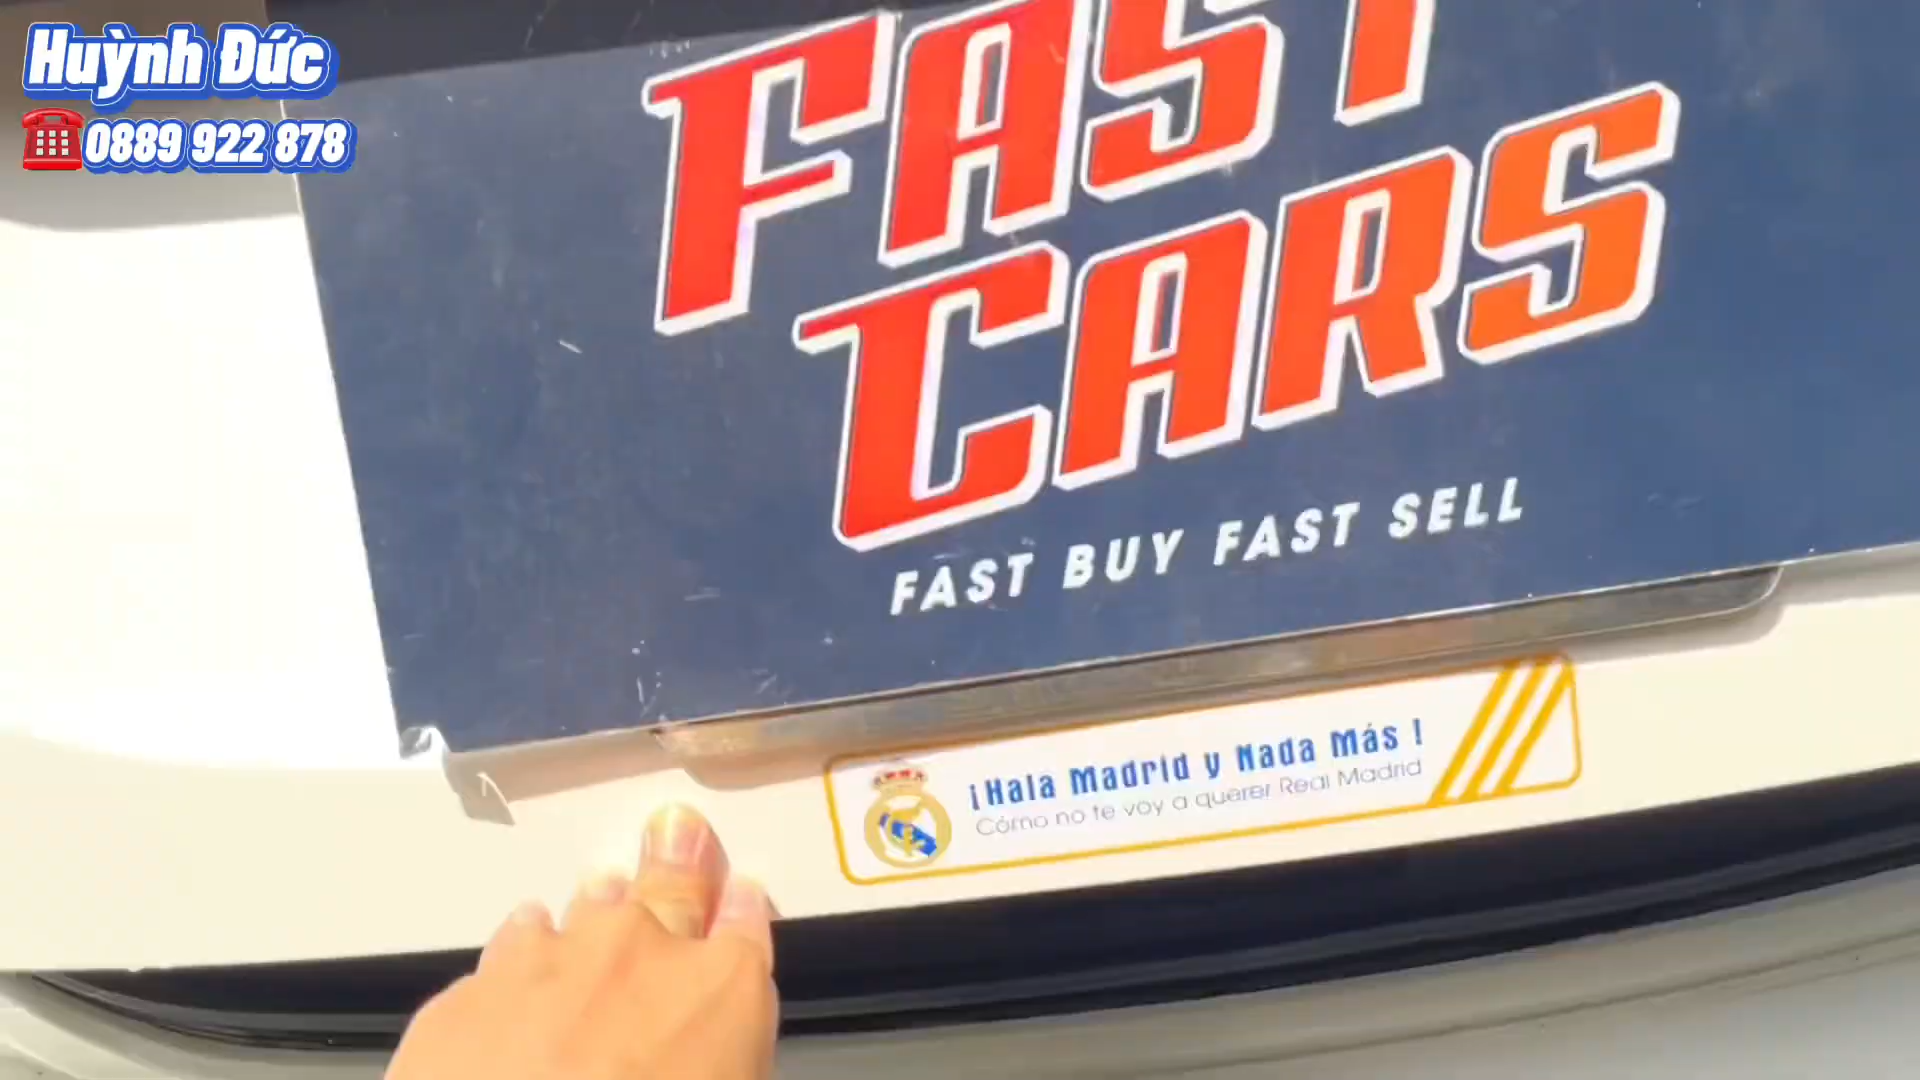 Huỳnh Đức
0889 922 878
FAST
CARS
FAST BUY FAST SELL
¡Hala Madrid y Nada Más !
Cómo no te voy a querer Real Madrid